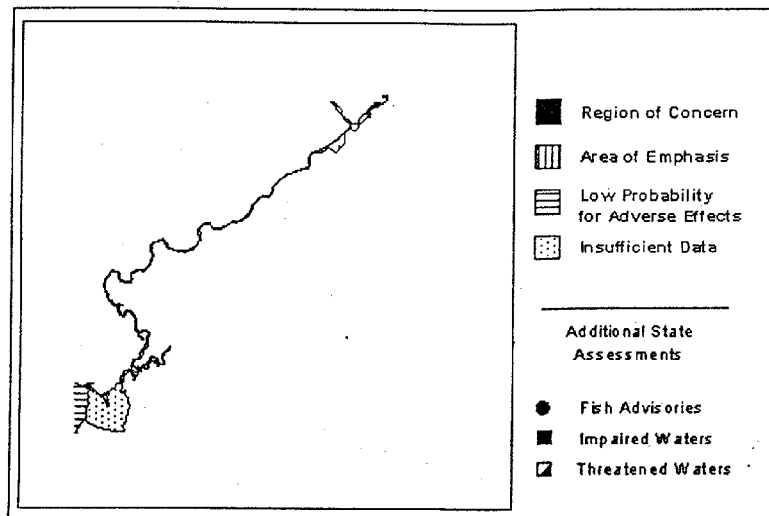 Region of Concern
Area of Emphasis
Low Probability
for Adverse Effects
Insufficient Data
Additional State
Assessments
Fish Advisories
Impaired Waters
Threatened Waters